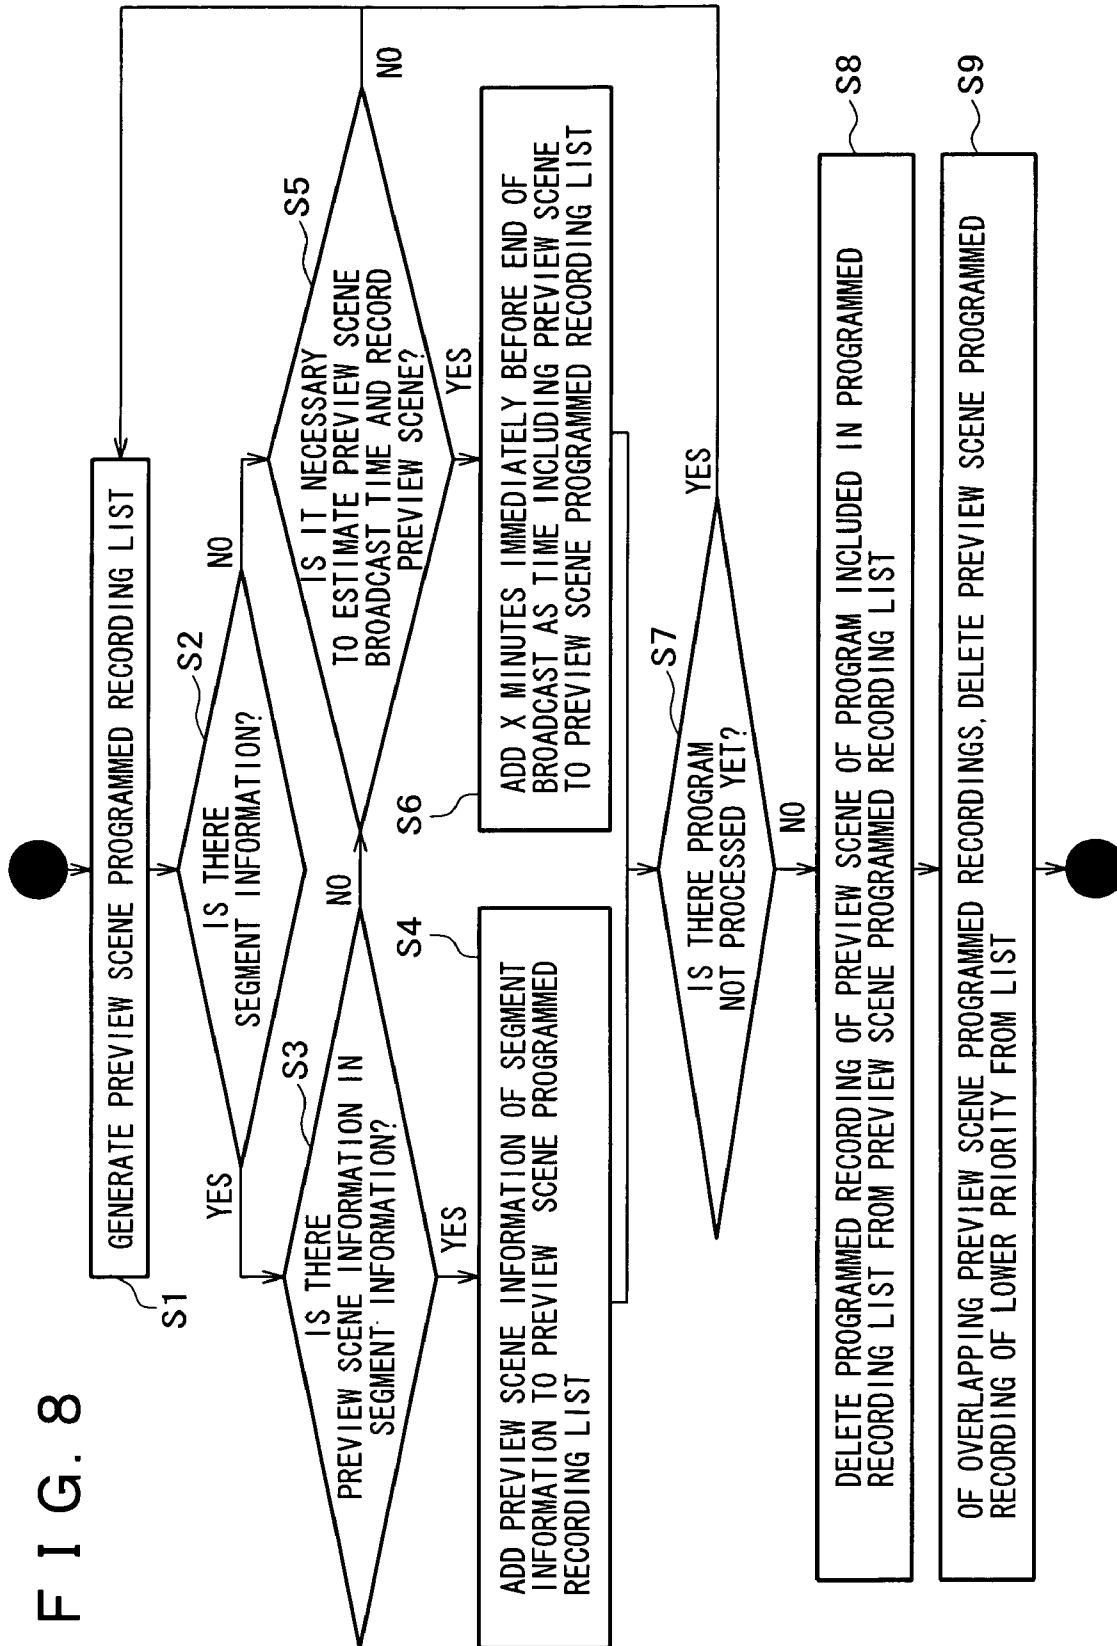 FIG. 8
GENERATE PREVIEW SCENE PROGRAMMED RECORDING LIST
S1
IS THERE
SEGMENT INFORMATION?
S2
YES
NO
IS THERE
PREVIEW SCENE INFORMATION IN
SEGMENT INFORMATION?
S3
NO
YES
IS IT NECESSARY
TO ESTIMATE PREVIEW SCENE
BROADCAST TIME AND RECORD
PREVIEW SCENE?
S5
NO
YES
ADD PREVIEW SCENE INFORMATION OF SEGMENT
INFORMATION TO PREVIEW SCENE PROGRAMMED
RECORDING LIST
S4
ADD X MINUTES IMMEDIATELY BEFORE END OF
BROADCAST AS TIME INCLUDING PREVIEW SCENE
TO PREVIEW SCENE PROGRAMMED RECORDING LIST
S6
IS THERE PROGRAM
NOT PROCESSED YET?
S7
YES
NO
DELETE PROGRAMMED RECORDING OF PREVIEW SCENE OF PROGRAM INCLUDED IN PROGRAMMED
RECORDING LIST FROM PREVIEW SCENE PROGRAMMED RECORDING LIST
S8
OF OVERLAPPING PREVIEW SCENE PROGRAMMED RECORDINGS, DELETE PREVIEW SCENE PROGRAMMED
RECORDING OF LOWER PRIORITY FROM LIST
S9